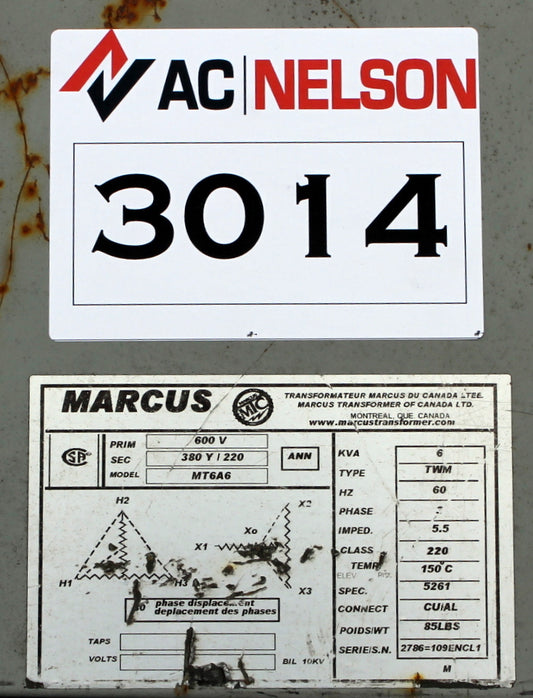 AC | NELSON
3014
MARCUS
MTC
TRANSFORMATEUR MARCUS DU CANADA LTEE.
MARCUS TRANSFORMER OF CANADA LTD.
MONTREAL, QUE. CANADA
www.marcustransformer.com
PRIM 600 V
SEC 380 Y / 220
MODEL MT6A6
ANN
KVA 6
TYPE TWM
HZ 60
PHASE
IMPED. 5.5
CLASS 220
TEMP. 150°C
ELEV
SPEC. 5261
CONNECT CU/AL
POIDS/WT 85LBS
SERIE/S.N. 2786=109ENCL1
M
H2
H1
H3
X2
Xo
X1
X3
phase displacement
deplacement des phases
TAPS
VOLTS
BIL 10KV